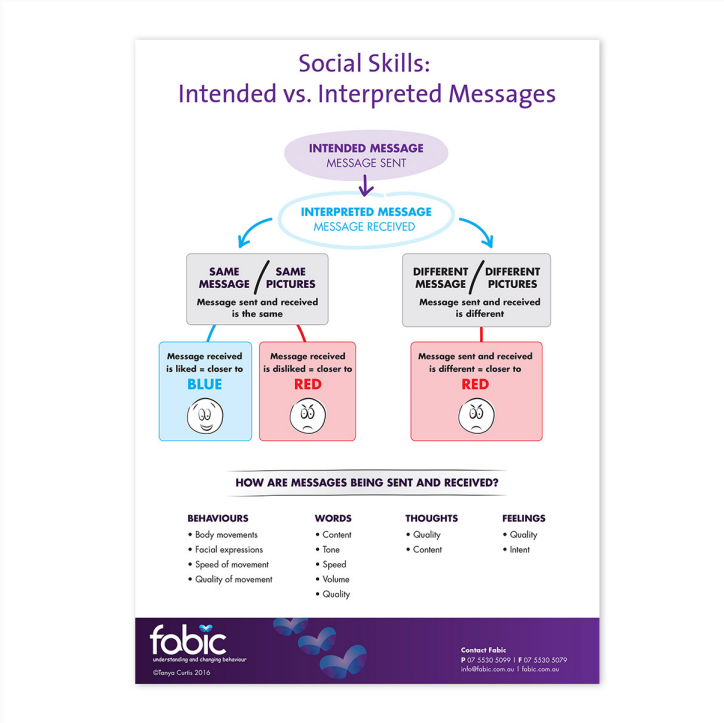 Social Skills:
Intended vs. Interpreted Messages
INTENDED MESSAGE
MESSAGE SENT
INTERPRETED MESSAGE
MESSAGE RECEIVED
SAME MESSAGE / SAME PICTURES
Message sent and received
is the same
DIFFERENT MESSAGE / DIFFERENT PICTURES
Message sent and received
is different
Message received
is liked = closer to
BLUE
Message received
is disliked = closer to
RED
Message sent and received
is different = closer to
RED
HOW ARE MESSAGES BEING SENT AND RECEIVED?
BEHAVIOURS
• Body movements
• Facial expressions
• Speed of movement
• Quality of movement
WORDS
• Content
• Tone
• Speed
• Volume
• Quality
THOUGHTS
• Quality
• Content
FEELINGS
• Quality
• Intent
fabic
understanding and changing behaviour
©Tanya Curtis 2016
Contact Fabic
P 07 5530 5099 | F 07 5530 5079
info@fabic.com.au | fabic.com.au